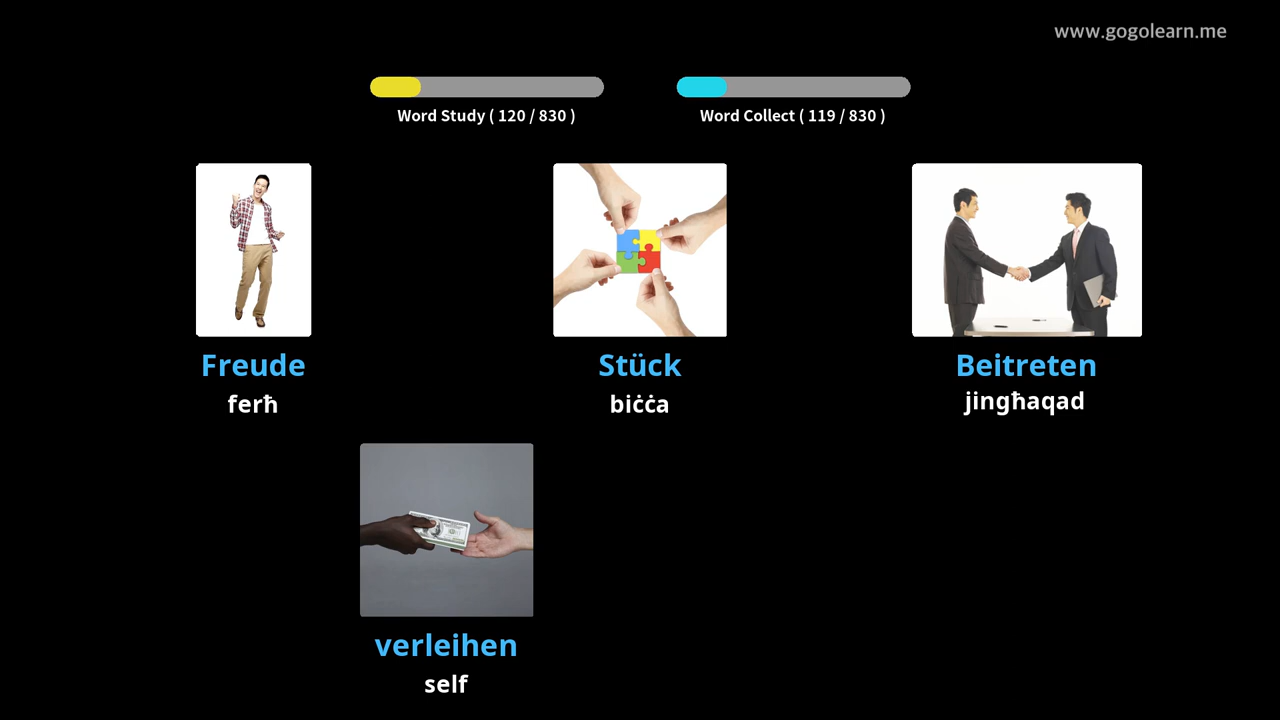 www.gogolearn.me
Word Study ( 120 / 830 )
Word Collect ( 119 / 830 )
Freude
ferħ
Stück
biċċa
Beitreten
jingħaqad
verleihen
self